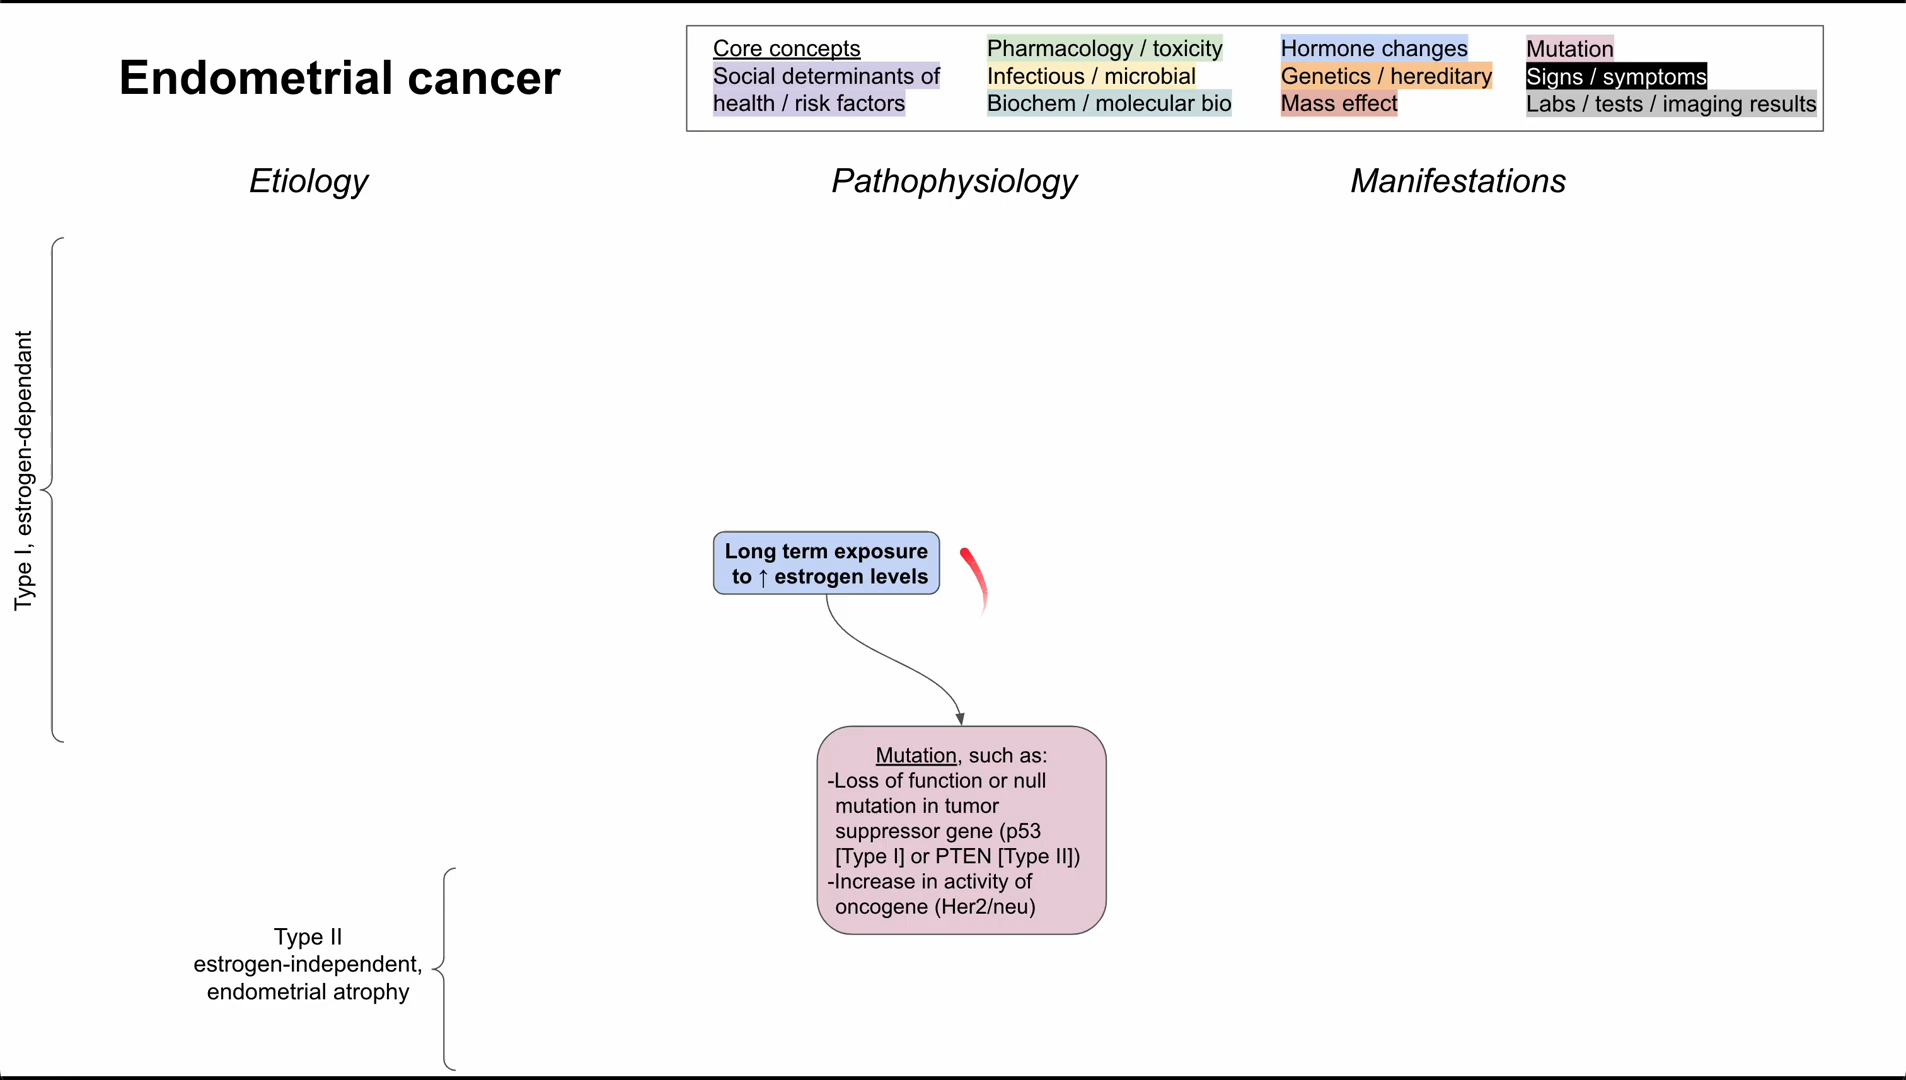 Endometrial cancer
Core concepts
Social determinants of
health / risk factors
Pharmacology / toxicity
Infectious / microbial
Biochem / molecular bio
Hormone changes
Genetics / hereditary
Mass effect
Mutation
Signs / symptoms
Labs / tests / imaging results
Etiology
Pathophysiology
Manifestations
Type I, estrogen-dependant
Long term exposure
to ↑ estrogen levels
Mutation, such as:
-Loss of function or null
mutation in tumor
suppressor gene (p53
[Type I] or PTEN [Type II])
-Increase in activity of
oncogene (Her2/neu)
Type II
estrogen-independent,
endometrial atrophy